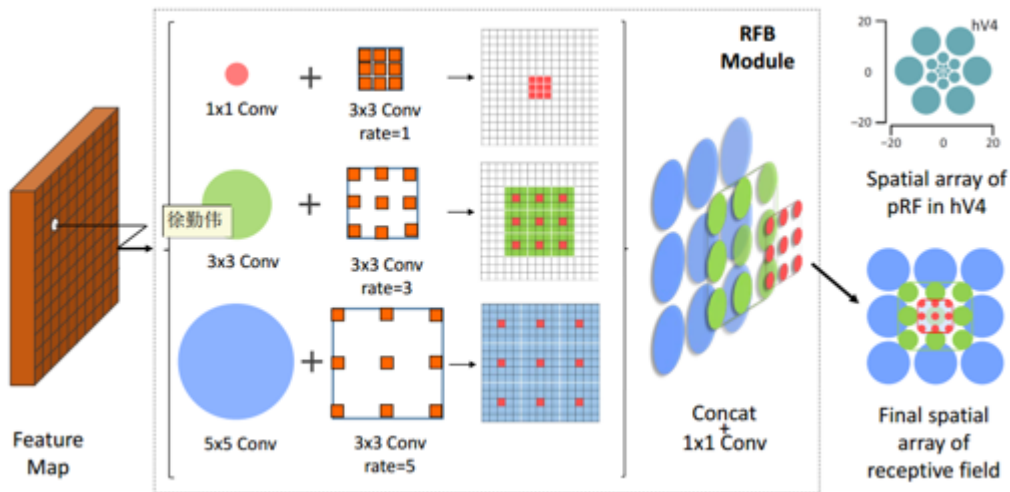 Feature
Map
1x1 Conv
+
3x3 Conv
rate=1
徐勤伟
3x3 Conv
+
3x3 Conv
rate=3
5x5 Conv
+
3x3 Conv
rate=5
RFB
Module
Concat
+
1x1 Conv
hV4
20
0
-20
-20
0
20
Spatial array of
pRF in hV4
Final spatial
array of
receptive field